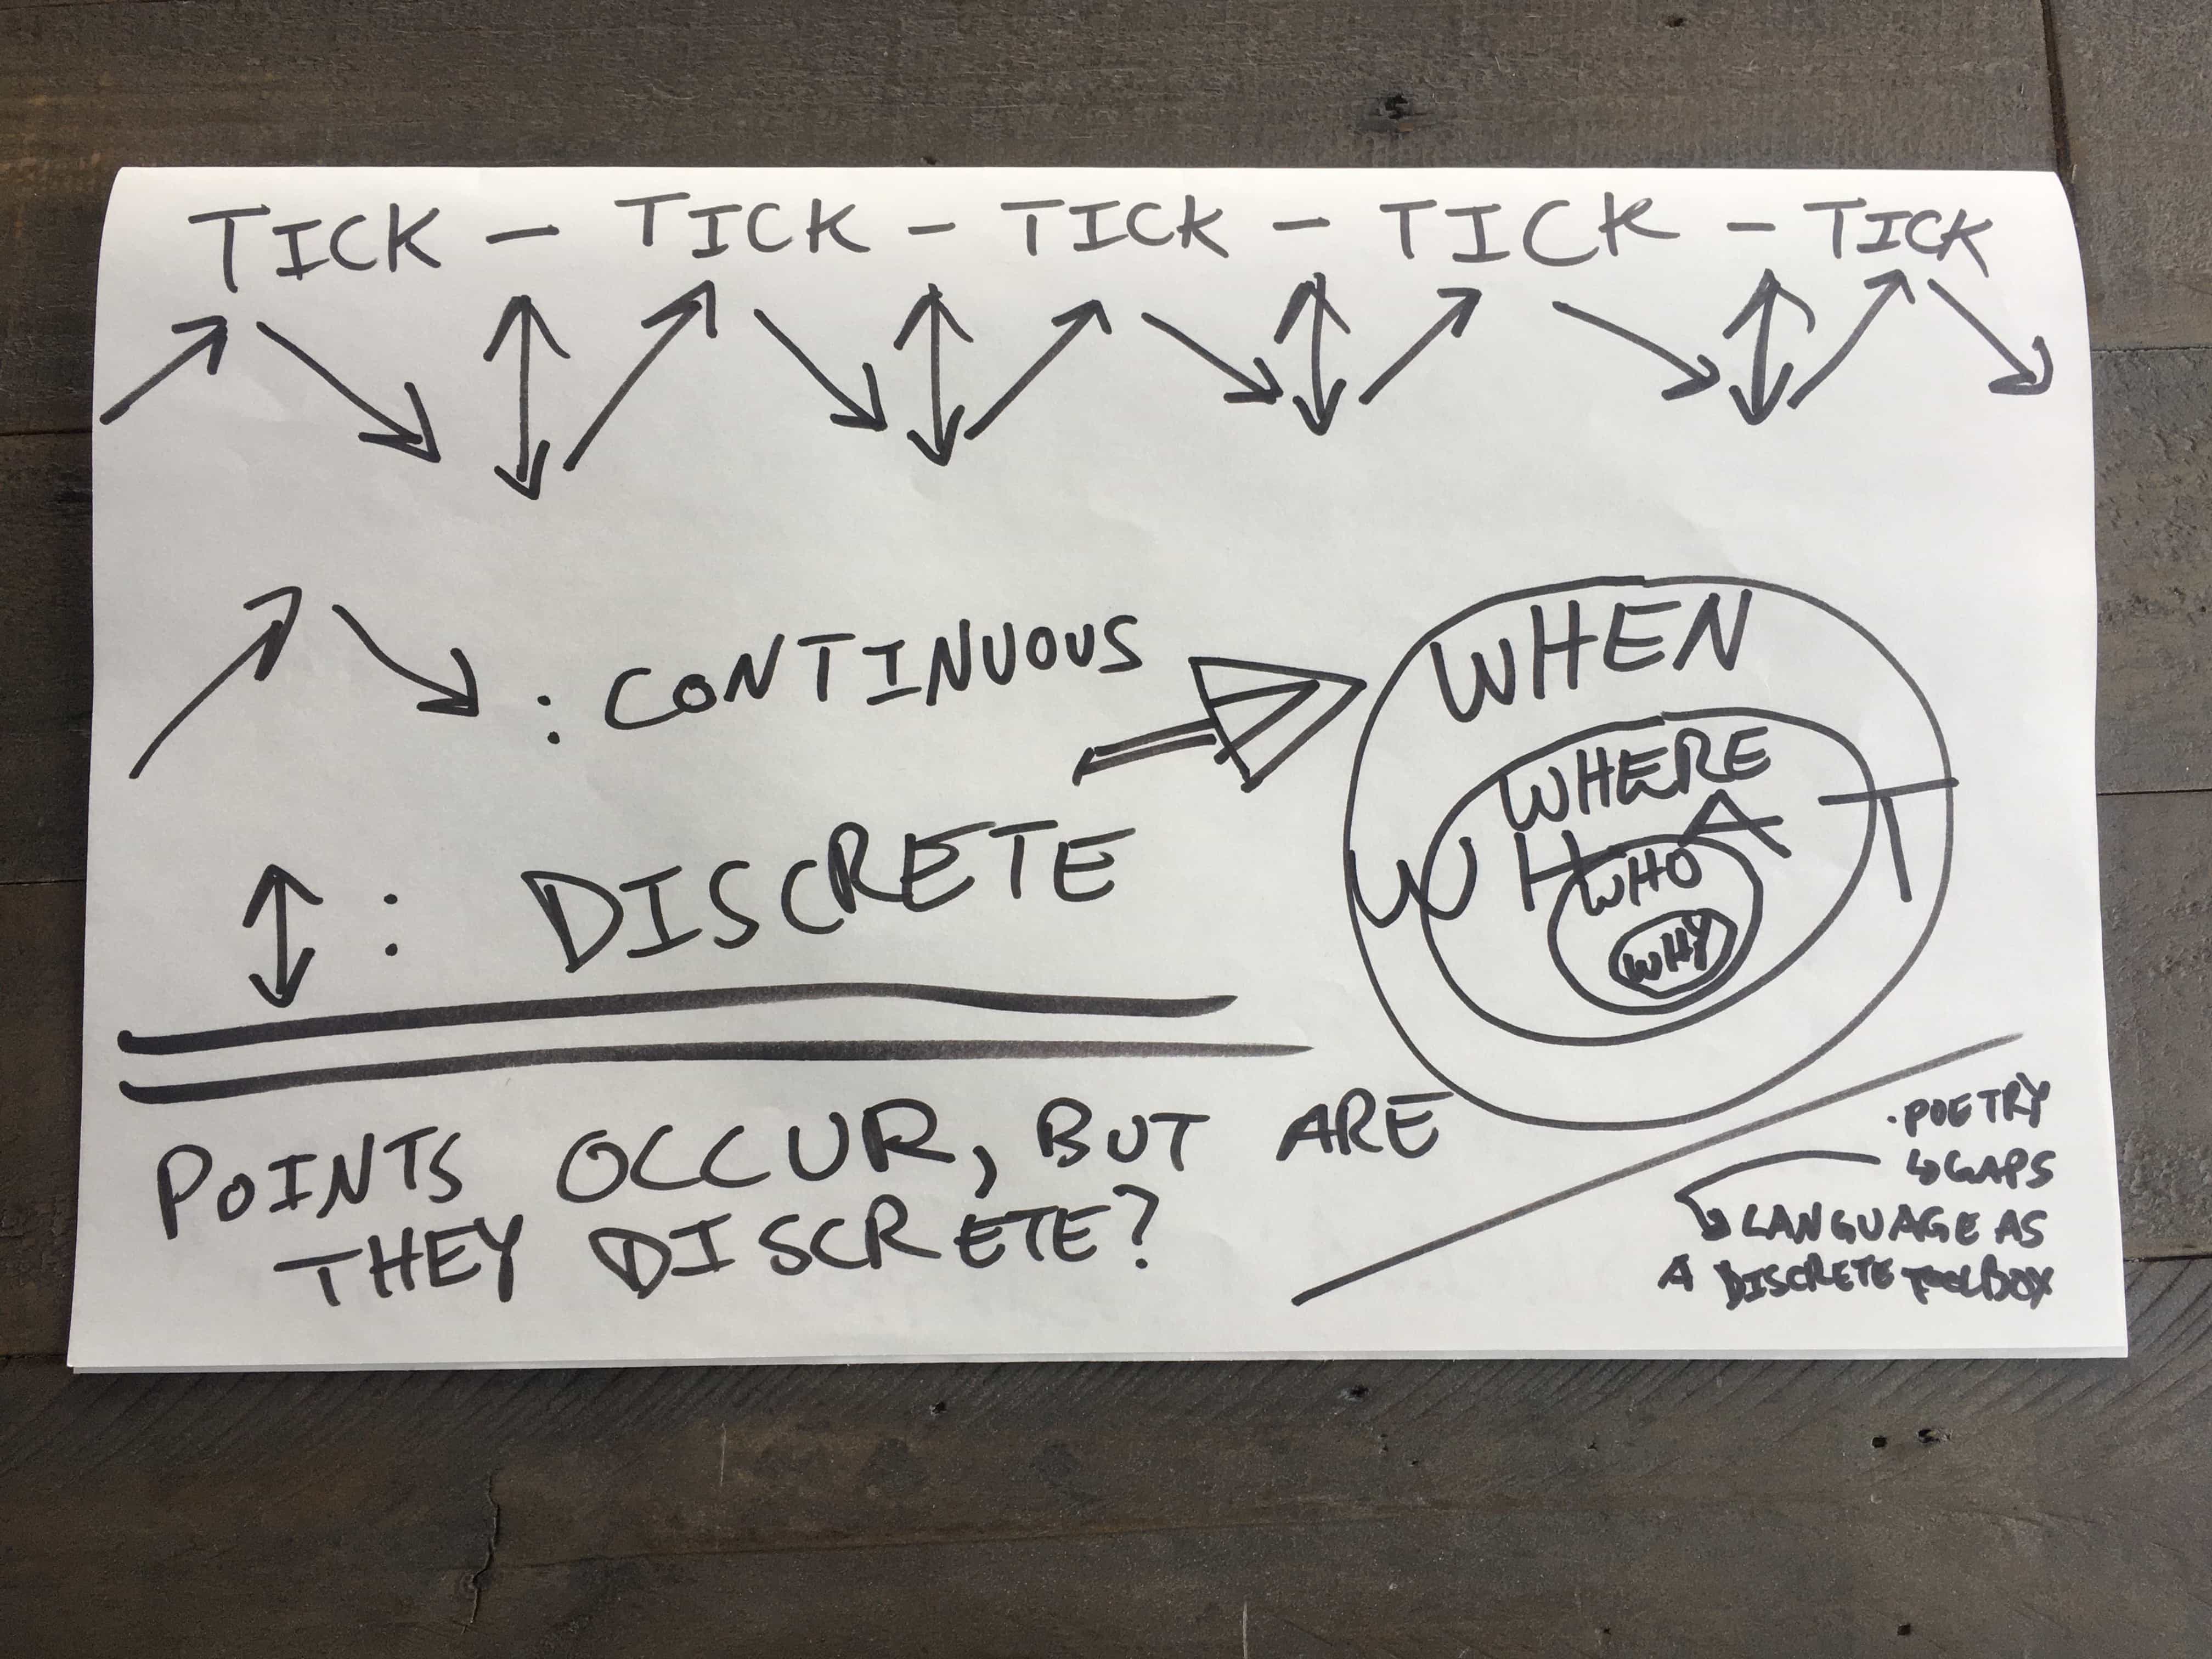 TICK - TICK - TICK - TICK - TICK
: CONTINUOUS
: DISCRETE
WHEN
WHERE
WHAT
WHO
WHY
POINTS OCCUR, BUT ARE
THEY DISCRETE?
· POETRY
↳ GAPS
↳ LANGUAGE AS
A DISCRETE TOOLBOX